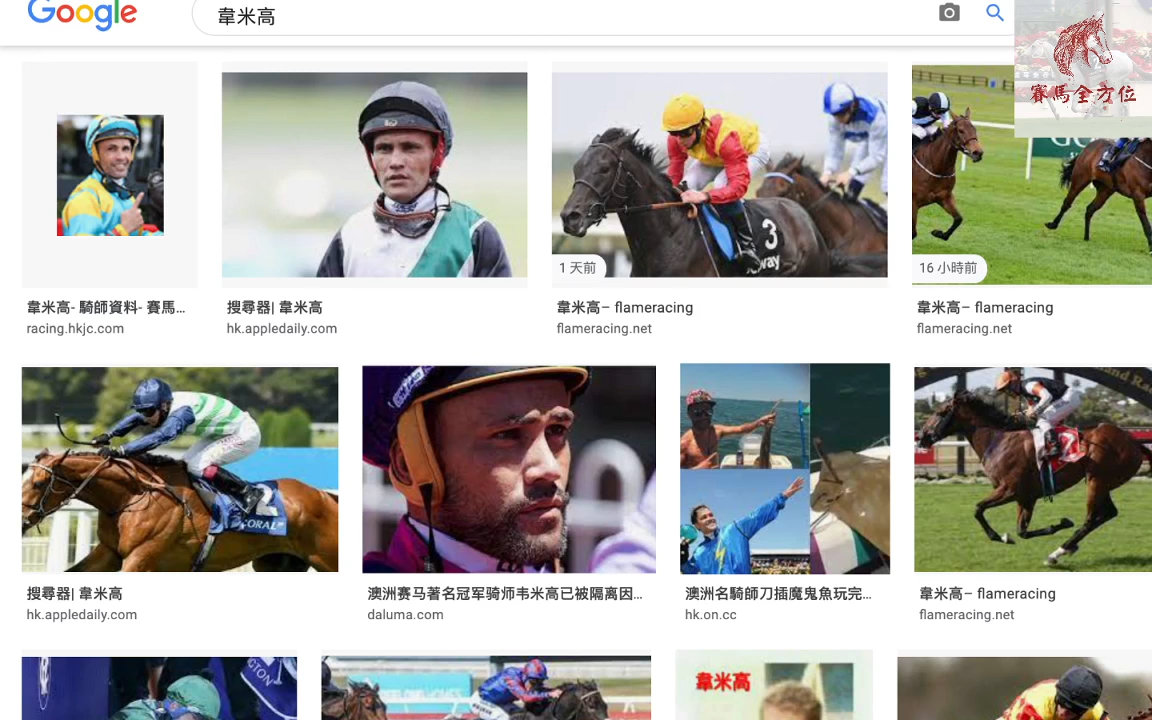 Google
韋米高
賽馬全方位
3
way
1 天前
16 小時前
韋米高- 騎師資料- 賽馬...
racing.hkjc.com
搜尋器| 韋米高
hk.appledaily.com
韋米高– flameracing
flameracing.net
韋米高– flameracing
flameracing.net
2
CORAL
搜尋器| 韋米高
hk.appledaily.com
澳洲赛马著名冠军骑师韦米高已被隔离因...
daluma.com
澳洲名騎師刀插魔鬼魚玩完...
hk.on.cc
韋米高– flameracing
flameracing.net
韋米高